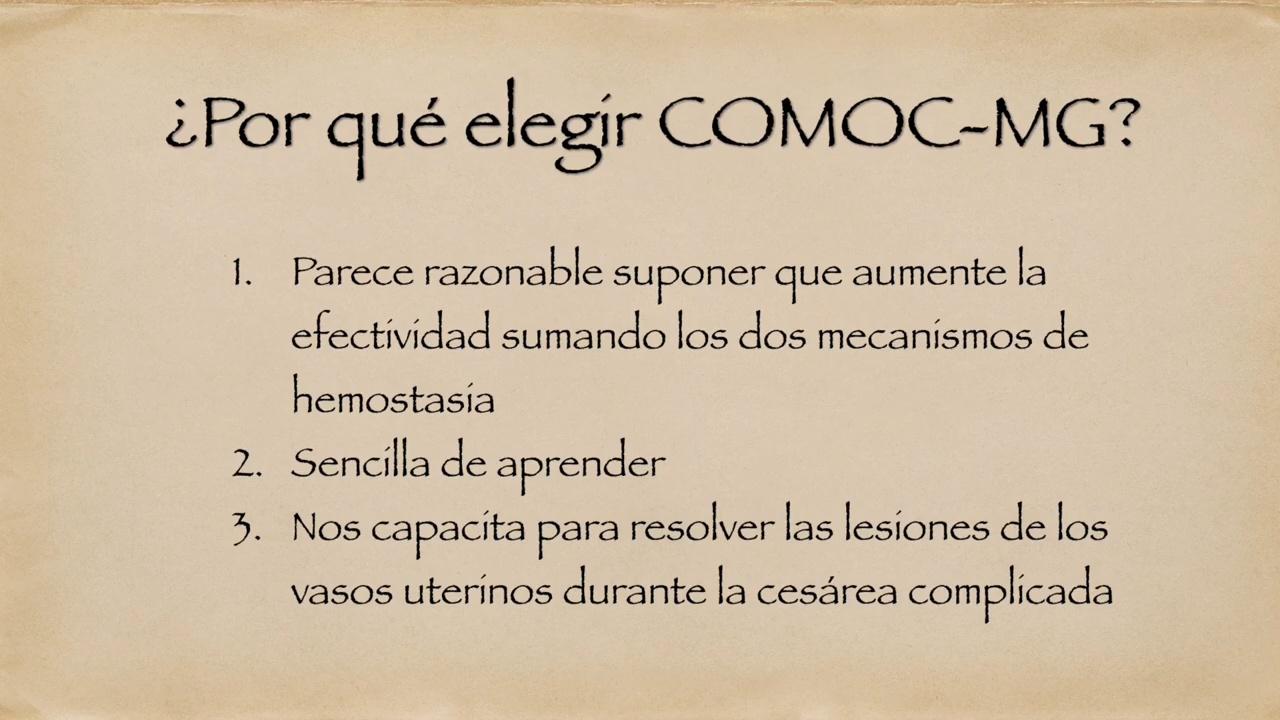 ¿Por qué elegir COMOC-MG?
1. Parece razonable suponer que aumente la
efectividad sumando los dos mecanismos de
hemostasia
2. Sencilla de aprender
3. Nos capacita para resolver las lesiones de los
vasos uterinos durante la cesárea complicada